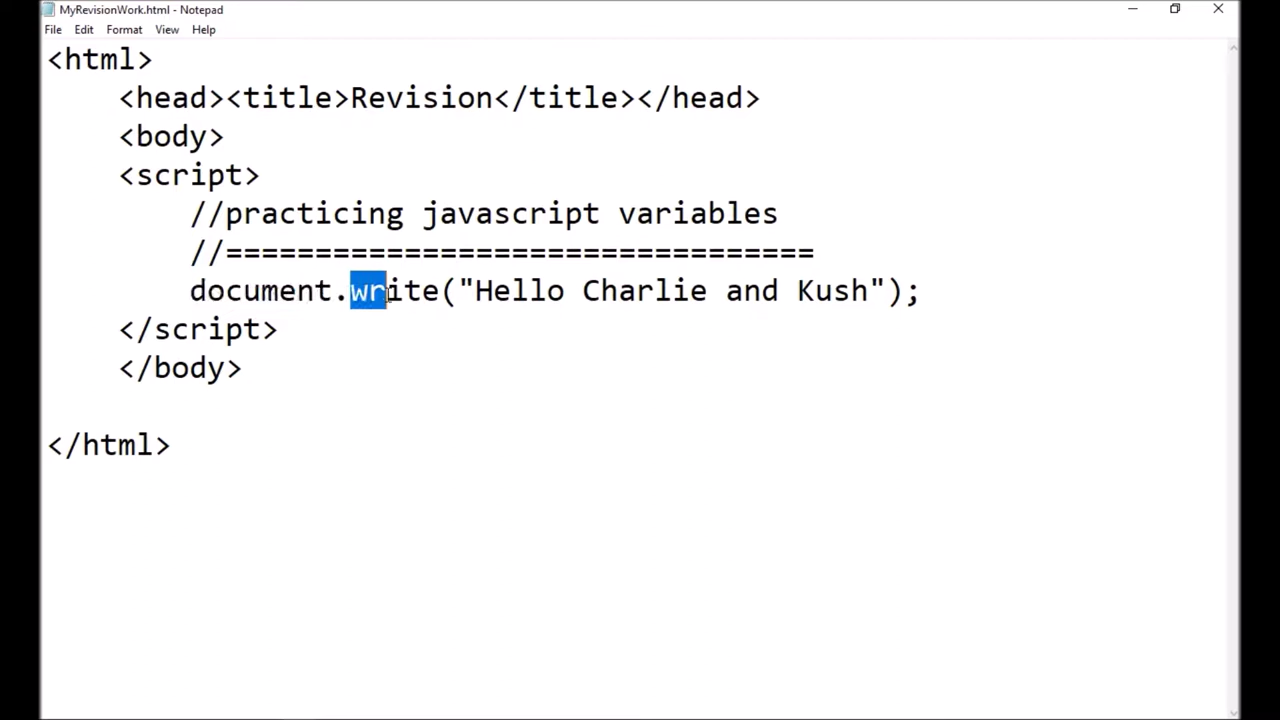 MyRevisionWork.html - Notepad
File Edit Format View Help
<html>
<head><title>Revision</title></head>
<body>
<script>
//practicing javascript variables
//=================================
document.write("Hello Charlie and Kush");
</script>
</body>
</html>